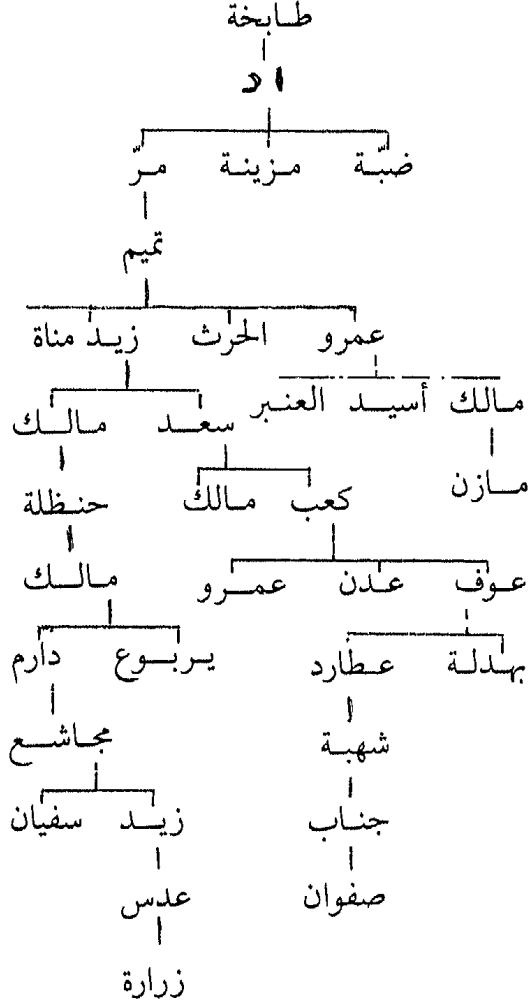 طابخة
اد
ضبّة مزينة مرّ
تميم
عمرو الحرث زيد مناة
مالك أسيد العنبر سعد مالك
مازن كعب مالك حنظلة
عوف عدن عمرو مالك
بهدلة عطارد يربوع دارم
شهبة مجاشع
جناب زيد سفيان
صفوان عدس
زرارة